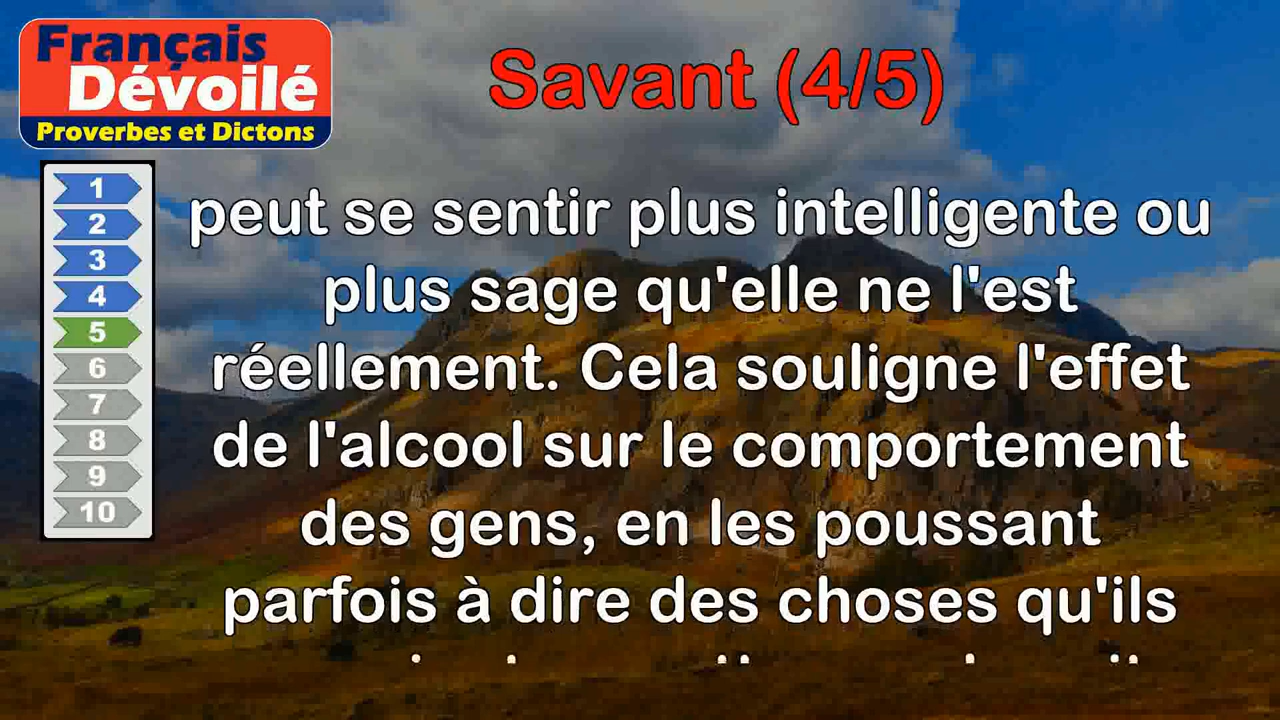 Français
Dévoilé
Proverbes et Dictons
Savant (4/5)
1
2
3
4
5
6
7
8
9
10
peut se sentir plus intelligente ou
plus sage qu'elle ne l'est
réellement. Cela souligne l'effet
de l'alcool sur le comportement
des gens, en les poussant
parfois à dire des choses qu'ils